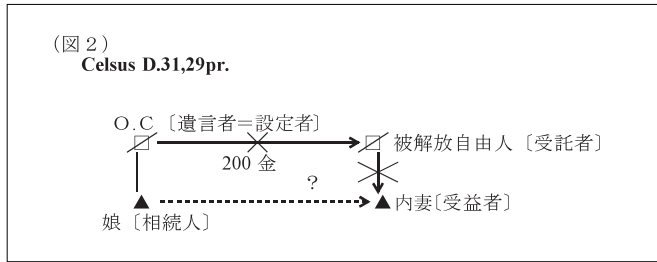 (図2)
Celsus D.31,29pr.
O.C〔遺言者=設定者〕
被解放自由人〔受託者〕
200 金
?
内妻〔受益者〕
娘〔相続人〕